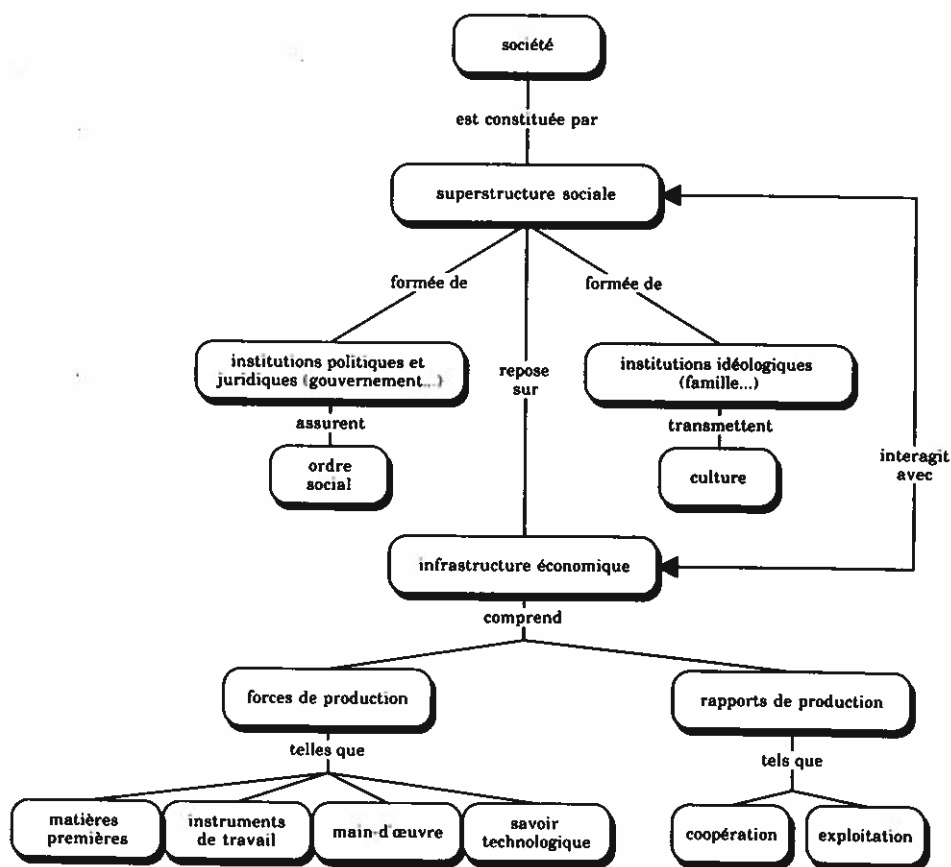 société
est constituée par
superstructure sociale
formée de
formée de
institutions politiques et
juridiques (gouvernement...)
repose
sur
institutions idéologiques
(famille...)
assurent
transmettent
ordre
social
culture
interagit
avec
infrastructure économique
comprend
forces de production
rapports de production
telles que
tels que
matières
premières
instruments
de travail
main-d'œuvre
savoir
technologique
coopération
exploitation